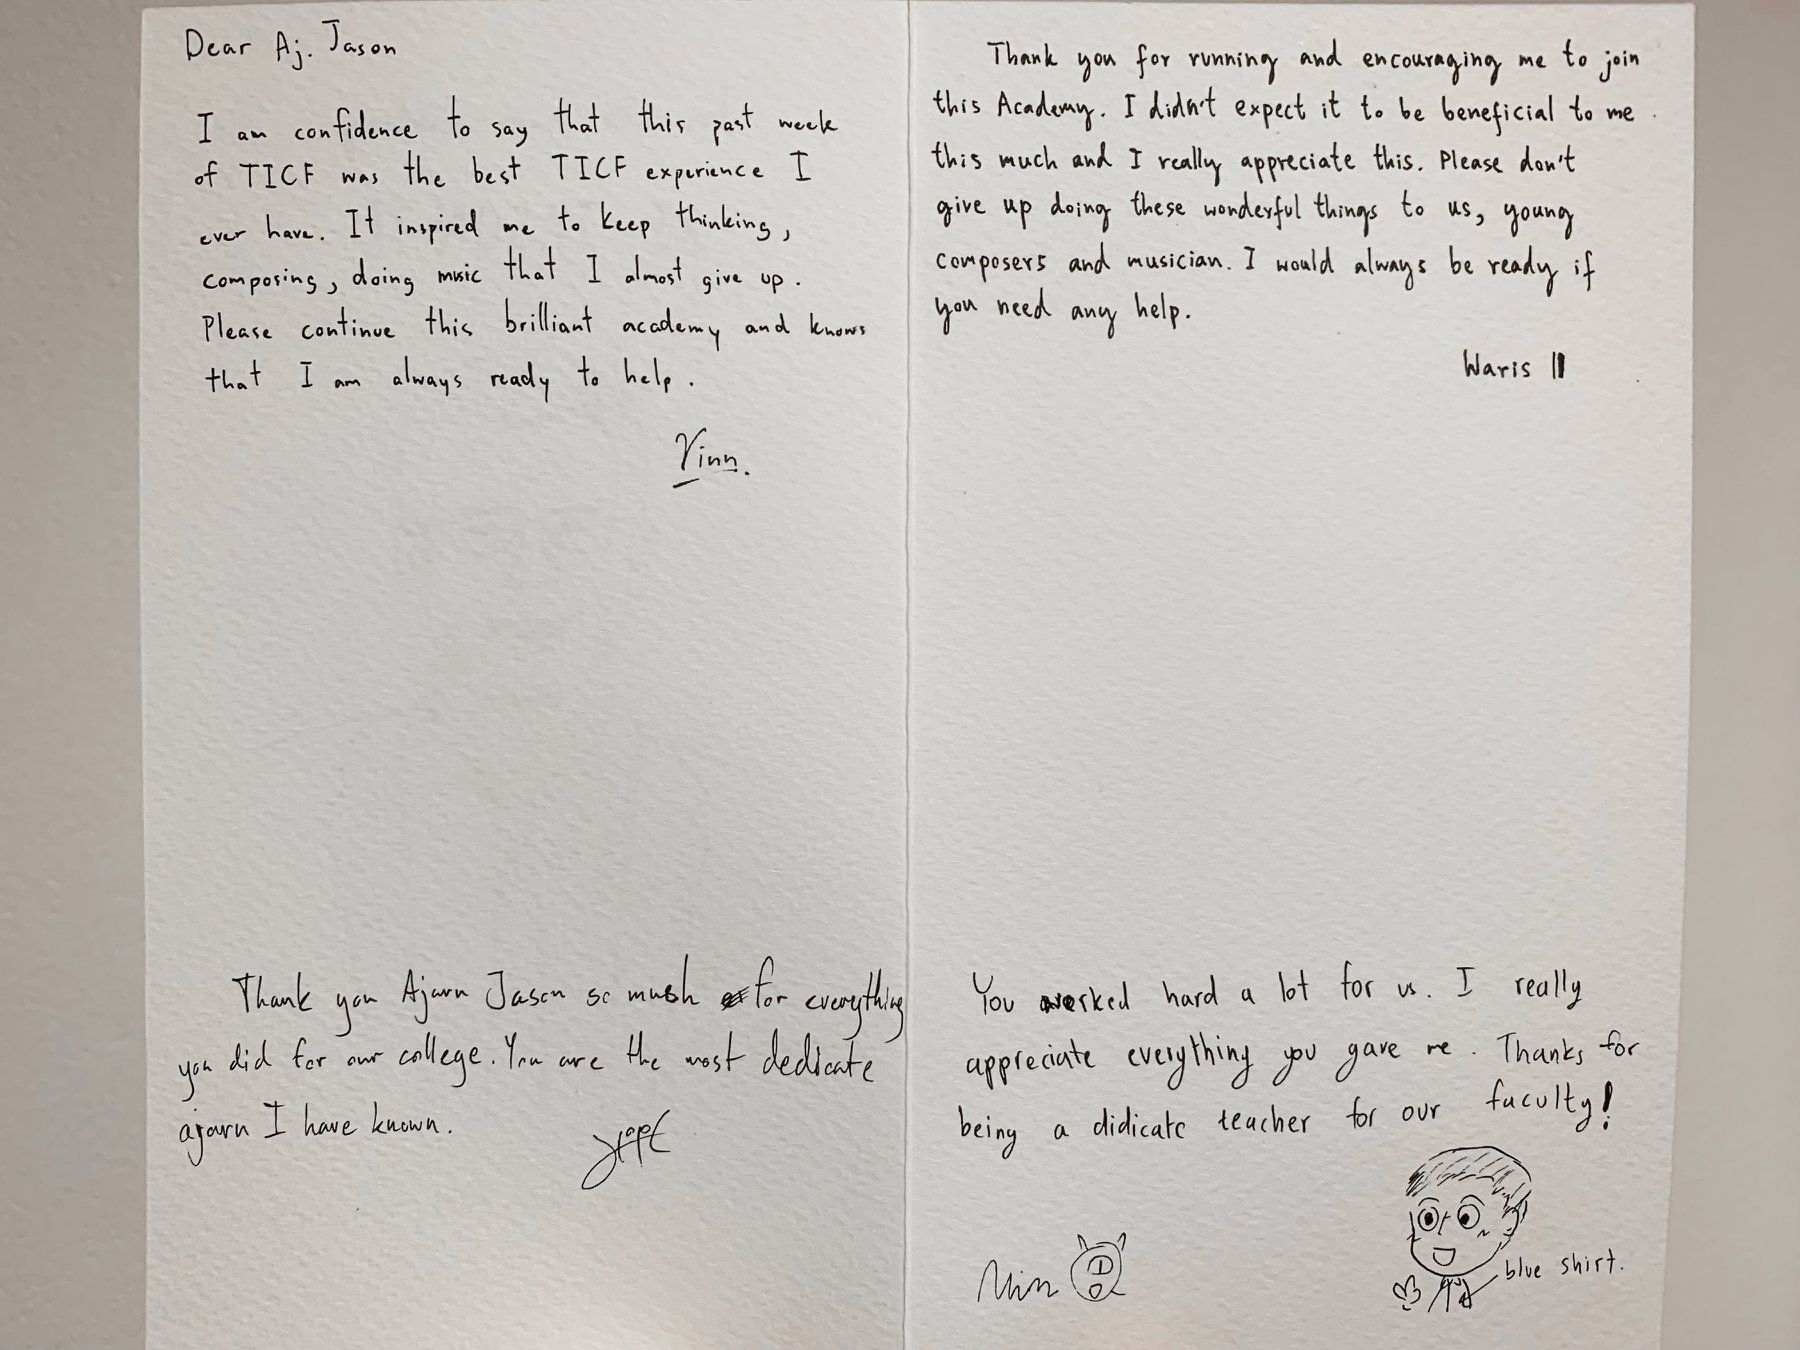 Dear Aj. Jason
I am confidence to say that this past week
of TICF was the best TICF experience I
ever have. It inspired me to keep thinking,
composing, doing music that I almost give up.
Please continue this brilliant academy and knows
that I am always ready to help.
Vinn.
Thank you for running and encouraging me to join
this Academy. I didn't expect it to be beneficial to me
this much and I really appreciate this. Please don't
give up doing these wonderful things to us, young
composers and musician. I would always be ready if
you need any help.
Waris II
Thank you Ajarn Jason so mush for everything
you did for our college. You are the most dedicate
ajarn I have known.
You worked hard a lot for us. I really
appreciate everything you gave me. Thanks for
being a didicate teacher for our faculty!
blue shirt.